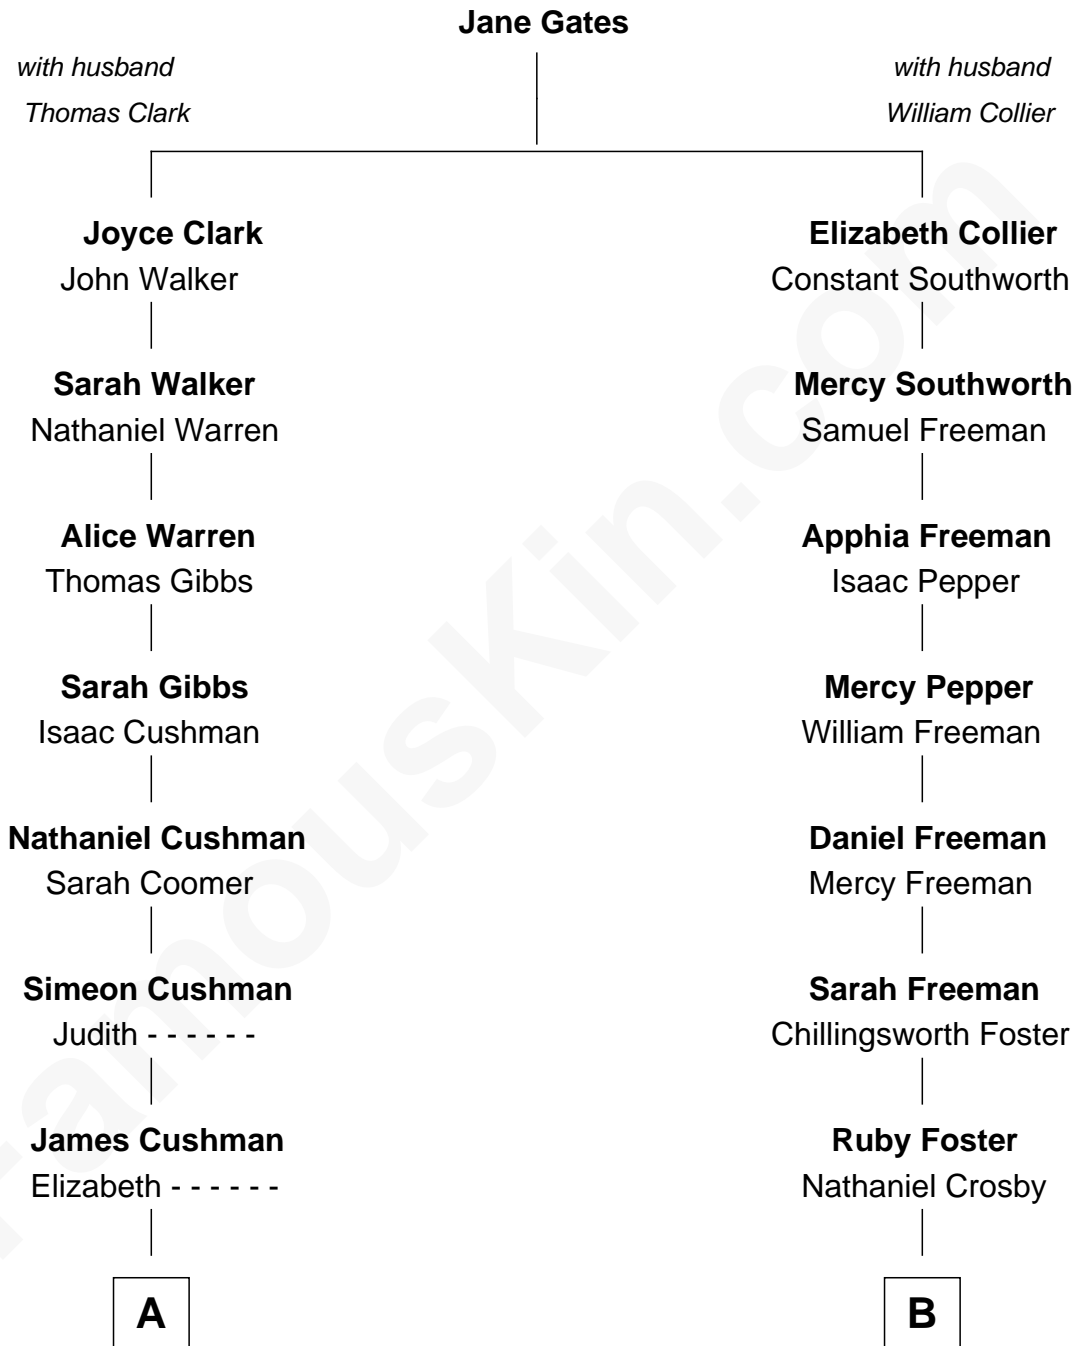 Jane Gates
with husband
Thomas Clark
with husband
William Collier
Joyce Clark
John Walker
Elizabeth Collier
Constant Southworth
Sarah Walker
Nathaniel Warren
Mercy Southworth
Samuel Freeman
Alice Warren
Thomas Gibbs
Apphia Freeman
Isaac Pepper
Sarah Gibbs
Isaac Cushman
Mercy Pepper
William Freeman
Nathaniel Cushman
Sarah Coomer
Daniel Freeman
Mercy Freeman
Simeon Cushman
Judith - - - - - -
Sarah Freeman
Chillingsworth Foster
James Cushman
Elizabeth - - - - - -
Ruby Foster
Nathaniel Crosby
A
B
FamousKin.com